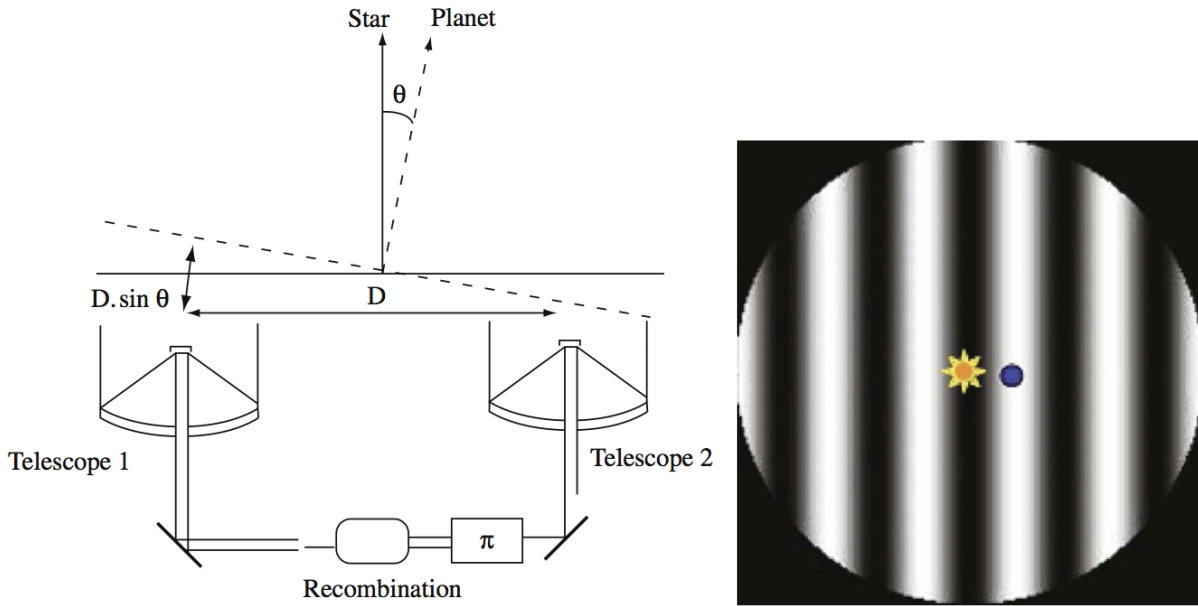 Star
Planet
θ
D. sin θ
D
Telescope 1
Telescope 2
π
Recombination